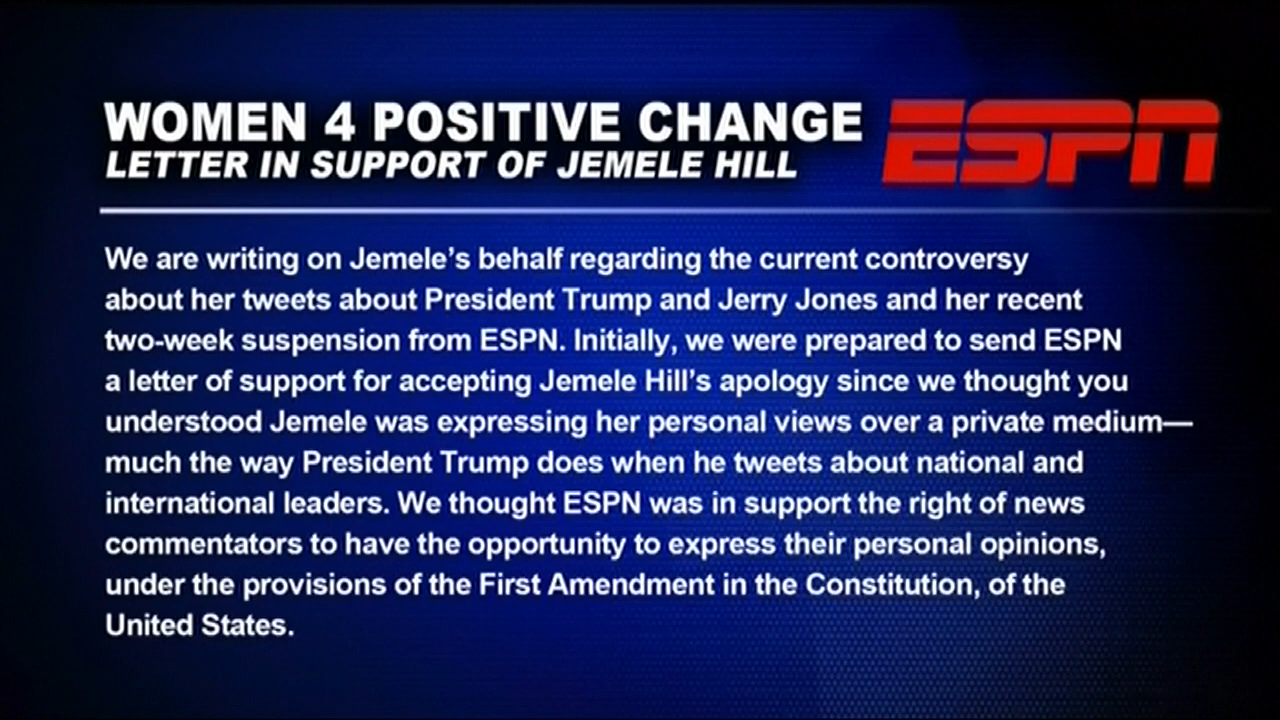 WOMEN 4 POSITIVE CHANGE
LETTER IN SUPPORT OF JEMELE HILL
ESPN
We are writing on Jemele’s behalf regarding the current controversy
about her tweets about President Trump and Jerry Jones and her recent
two-week suspension from ESPN. Initially, we were prepared to send ESPN
a letter of support for accepting Jemele Hill’s apology since we thought you
understood Jemele was expressing her personal views over a private medium—
much the way President Trump does when he tweets about national and
international leaders. We thought ESPN was in support the right of news
commentators to have the opportunity to express their personal opinions,
under the provisions of the First Amendment in the Constitution, of the
United States.